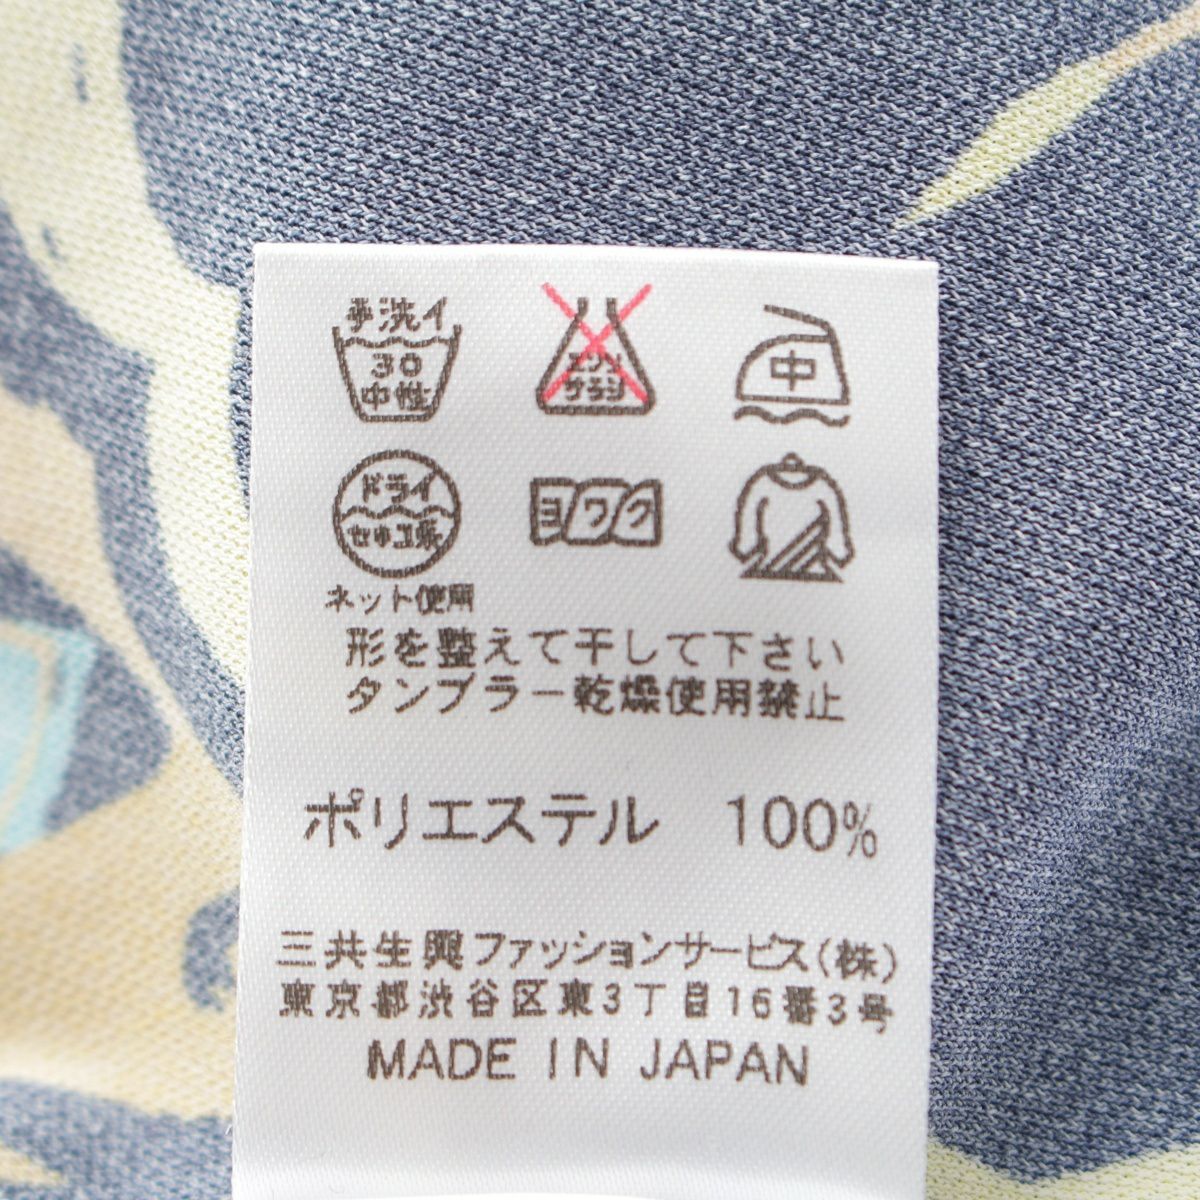 手洗イ
30
中性
エンソ
サラシ
中
ドライ
セキユ系
ヨワク
ネット使用
形を整えて干して下さい
タンブラー乾燥使用禁止
ポリエステル 100%
三共生興ファッションサービス(株)
東京都渋谷区東3丁目16番3号
MADE IN JAPAN